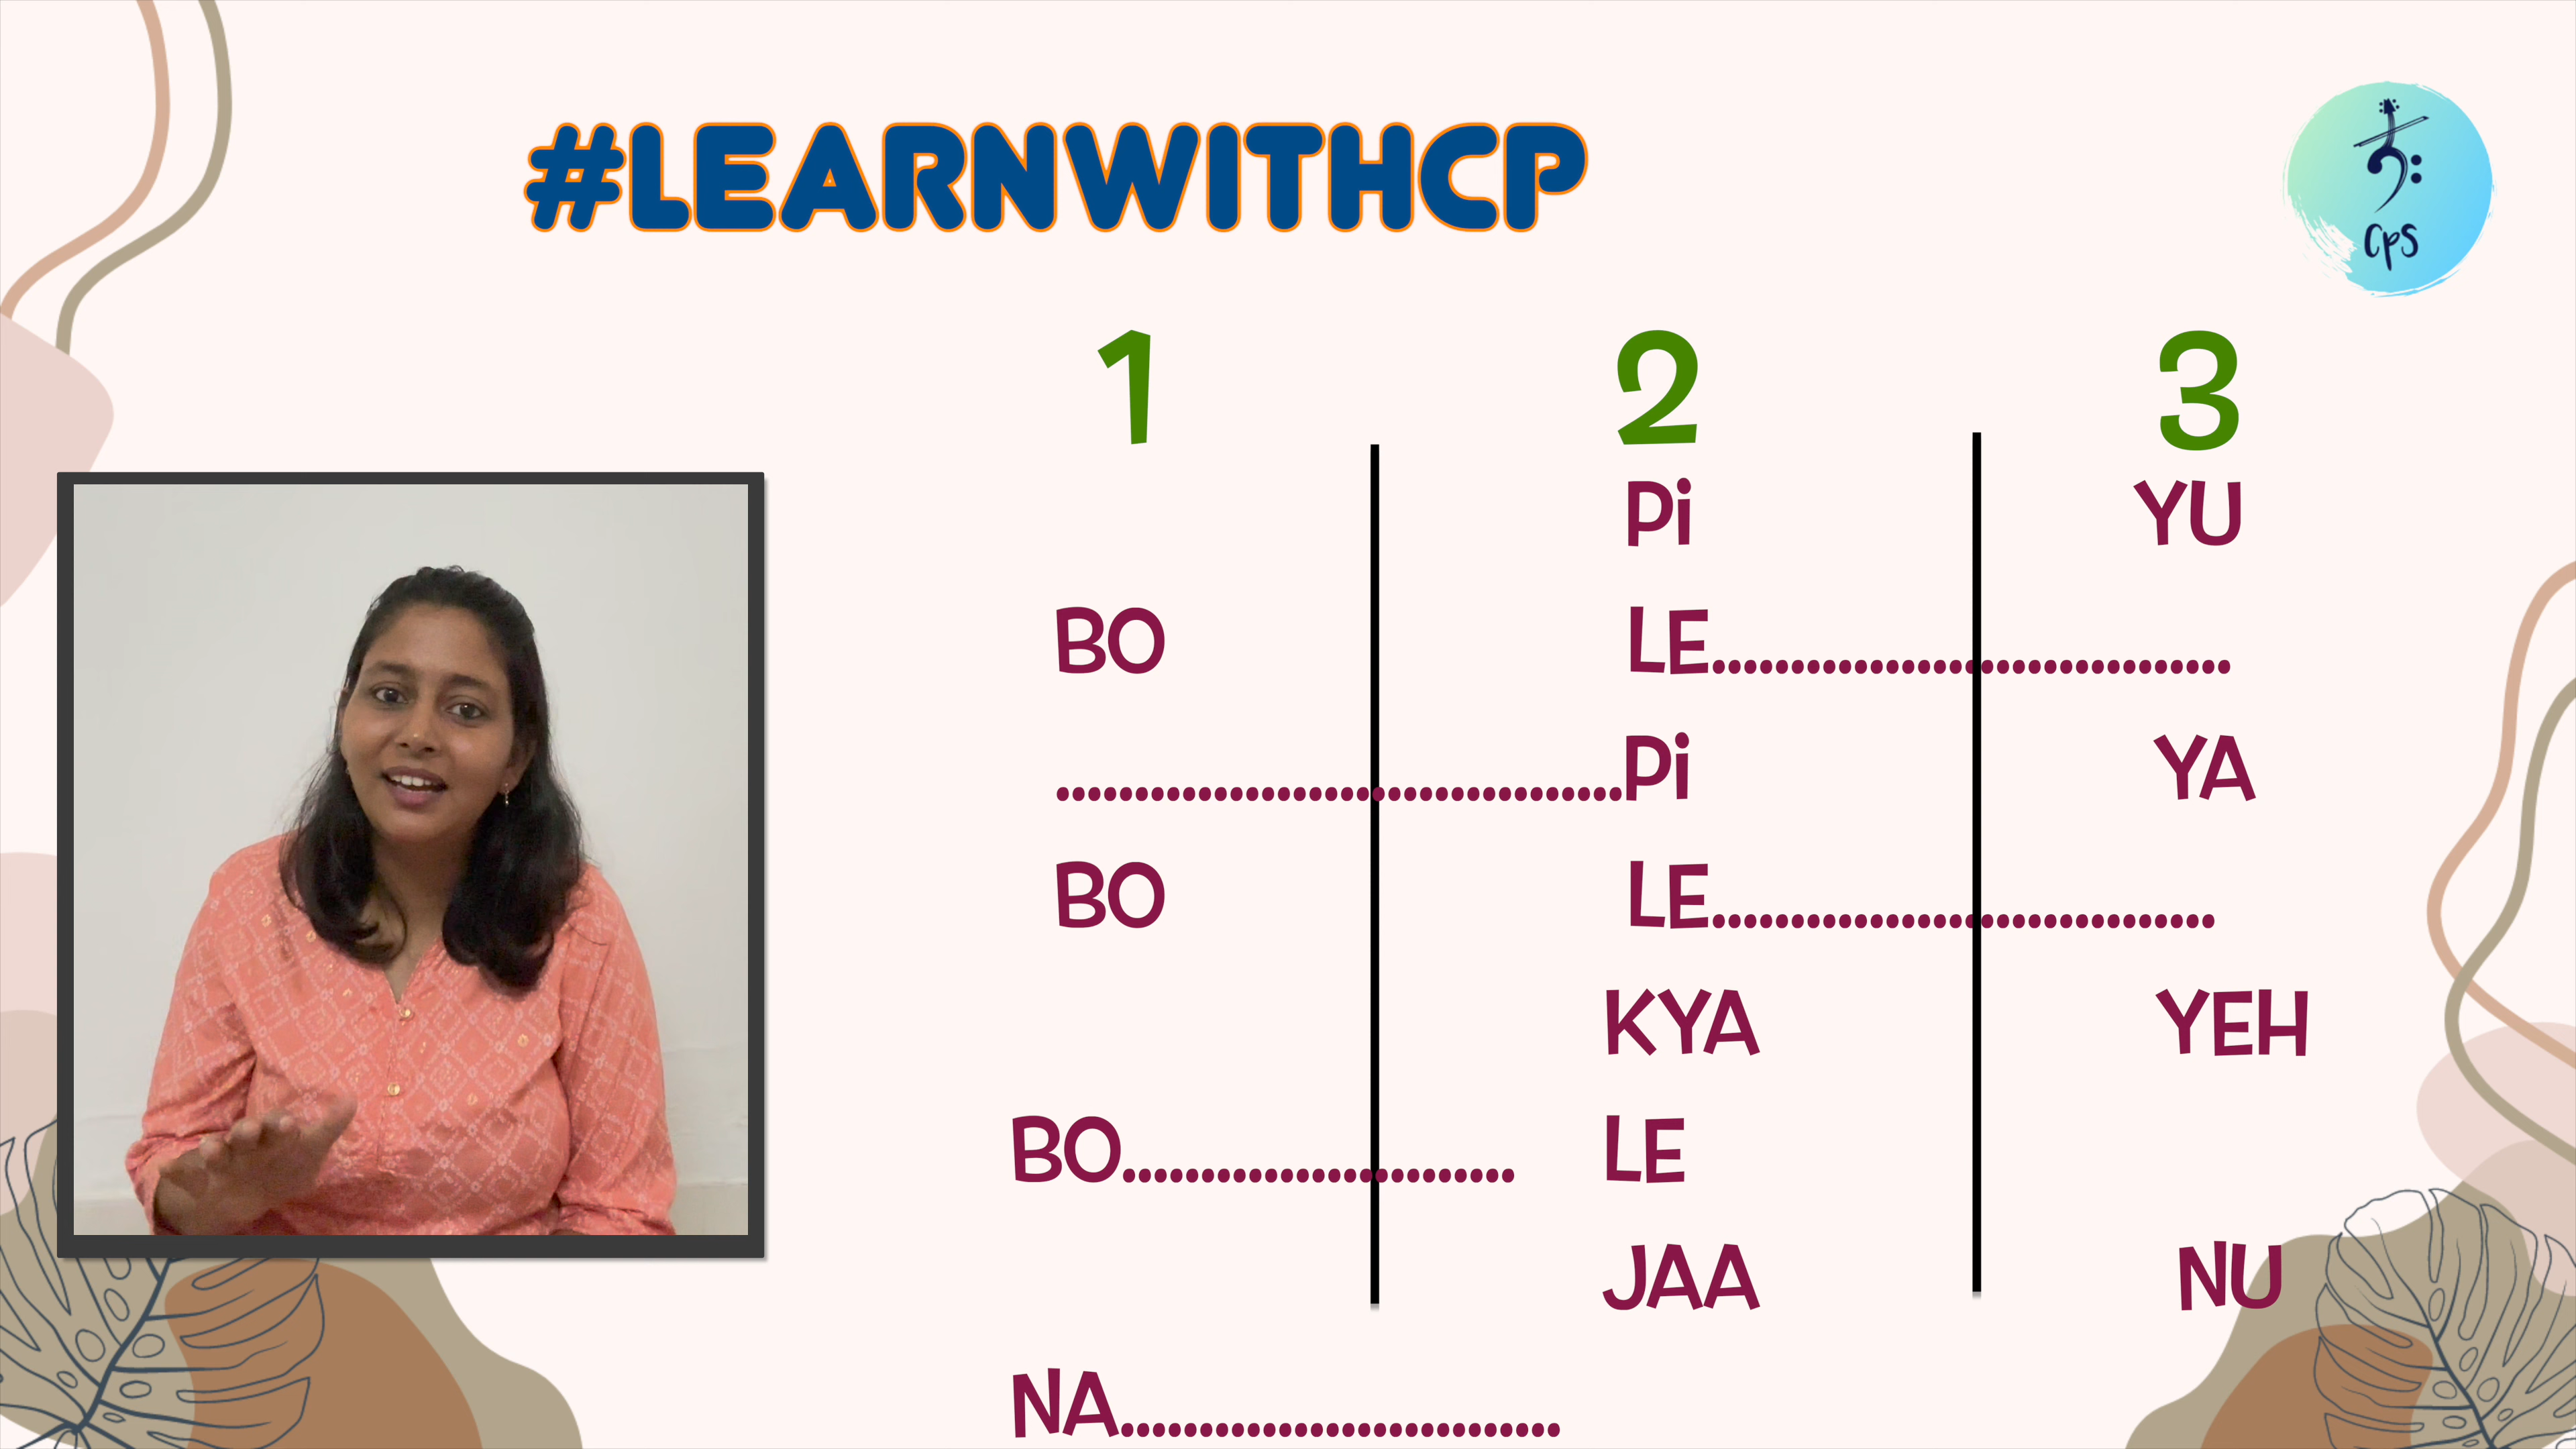 #LEARNWITHCP
CPS
1 2 3
Pi YU
BO LE.................................
....................................Pi YA
BO LE................................
KYA YEH
BO......................... LE
JAA NU
NA............................